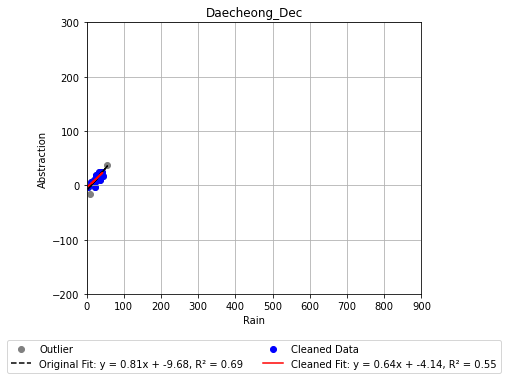 Daecheong_Dec
300
200
100
0
−100
−200
Abstraction
0 100 200 300 400 500 600 700 800 900
Rain
Outlier Cleaned Data
Original Fit: y = 0.81x + -9.68, R² = 0.69 Cleaned Fit: y = 0.64x + -4.14, R² = 0.55